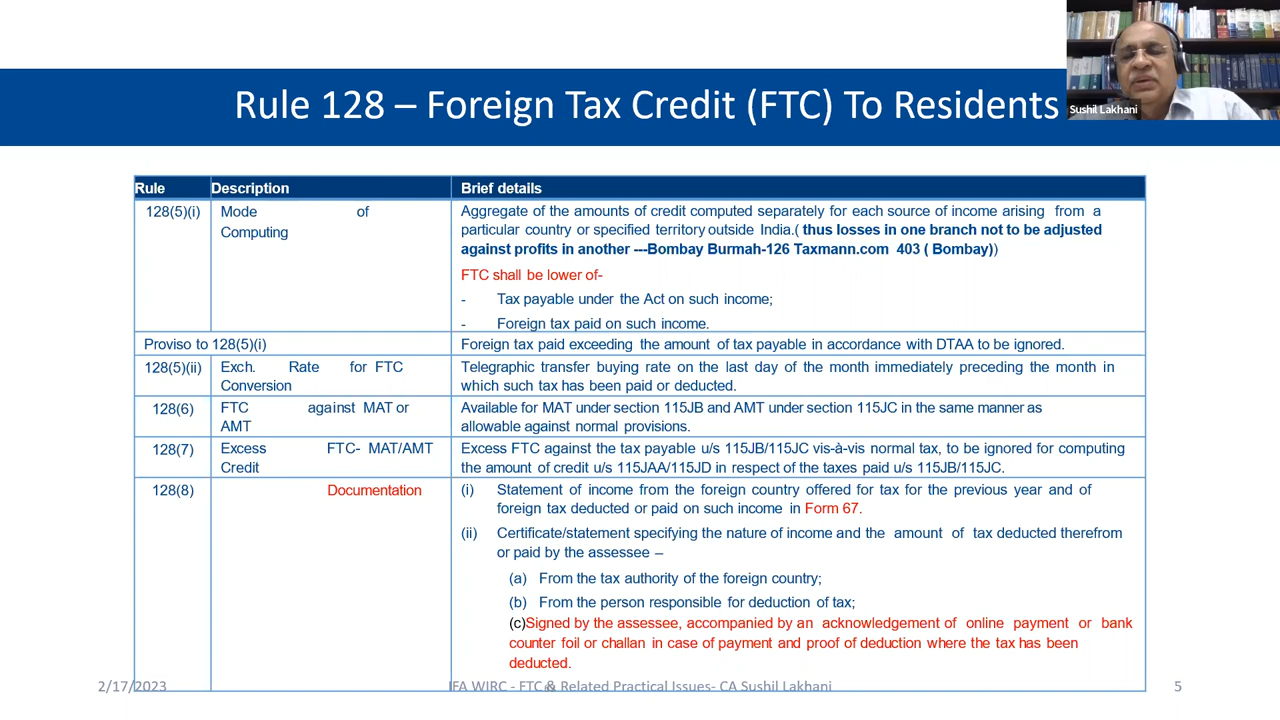 Sushil Lakhani
Rule 128 – Foreign Tax Credit (FTC) To Residents
Rule Description Brief details
128(5)(i) Mode of Computing
Aggregate of the amounts of credit computed separately for each source of income arising from a
particular country or specified territory outside India.( thus losses in one branch not to be adjusted
against profits in another ---Bombay Burmah-126 Taxmann.com 403 ( Bombay))
FTC shall be lower of-
- Tax payable under the Act on such income;
- Foreign tax paid on such income.
Proviso to 128(5)(i) Foreign tax paid exceeding the amount of tax payable in accordance with DTAA to be ignored.
128(5)(ii) Exch. Rate for FTC
Conversion
Telegraphic transfer buying rate on the last day of the month immediately preceding the month in
which such tax has been paid or deducted.
128(6) FTC against MAT or
AMT
Available for MAT under section 115JB and AMT under section 115JC in the same manner as
allowable against normal provisions.
128(7) Excess FTC- MAT/AMT
Credit
Excess FTC against the tax payable u/s 115JB/115JC vis-à-vis normal tax, to be ignored for computing
the amount of credit u/s 115JAA/115JD in respect of the taxes paid u/s 115JB/115JC.
128(8) Documentation
(i) Statement of income from the foreign country offered for tax for the previous year and of
foreign tax deducted or paid on such income in Form 67.
(ii) Certificate/statement specifying the nature of income and the amount of tax deducted therefrom
or paid by the assessee –
(a) From the tax authority of the foreign country;
(b) From the person responsible for deduction of tax;
(c)Signed by the assessee, accompanied by an acknowledgement of online payment or bank
counter foil or challan in case of payment and proof of deduction where the tax has been
deducted.
2/17/2023 IFA WIRC - FTC & Related Practical Issues- CA Sushil Lakhani 5